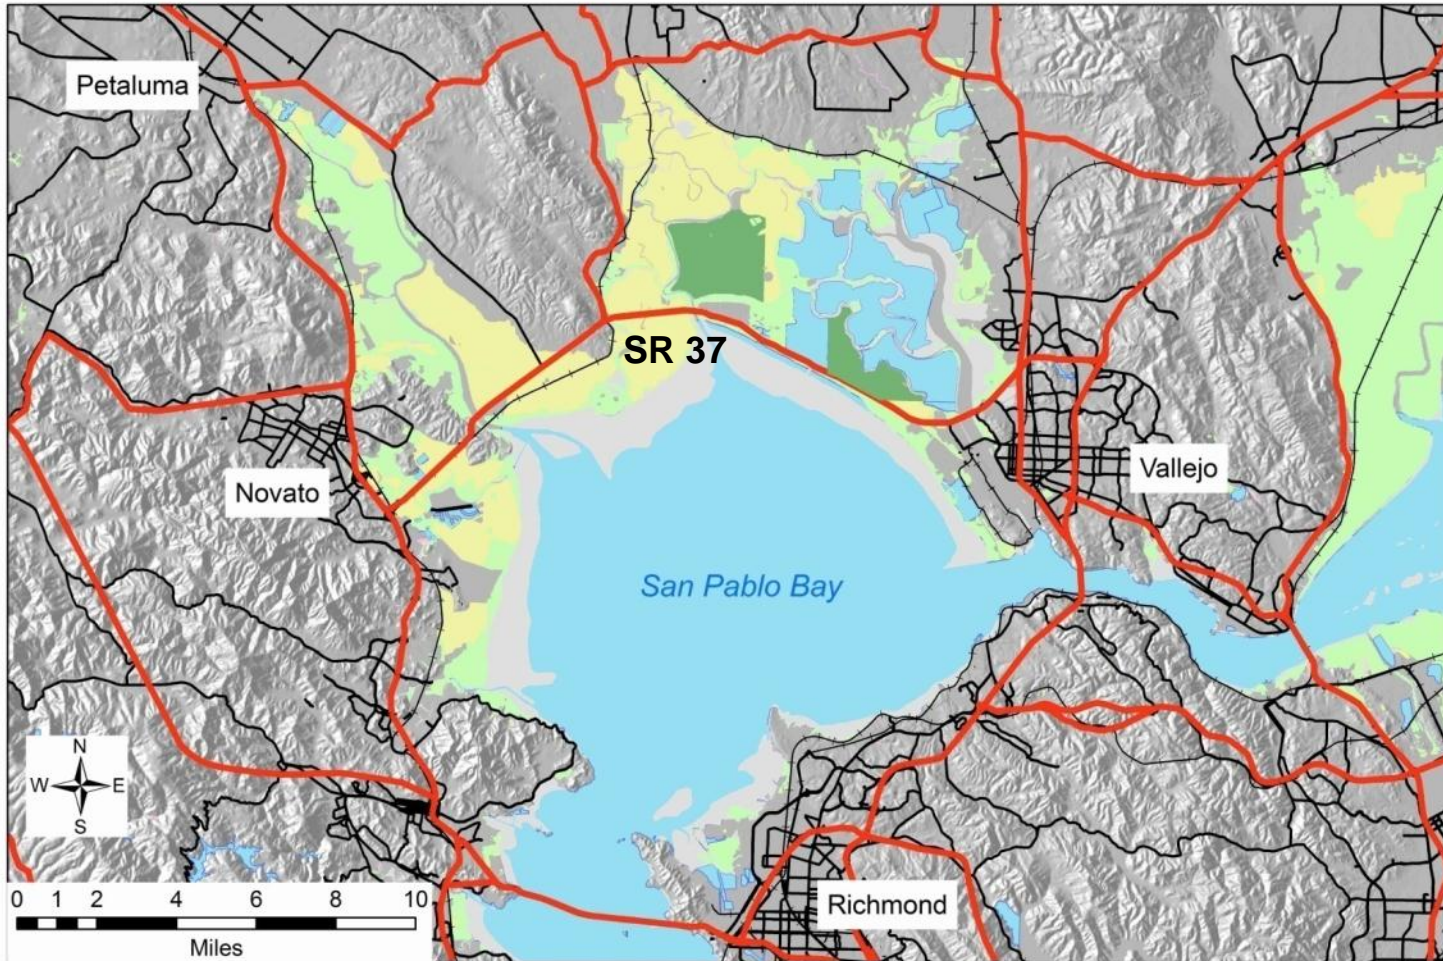 Petaluma
SR 37
Novato
Vallejo
San Pablo Bay
N
W E
S
0 1 2 4 6 8 10
Miles
Richmond